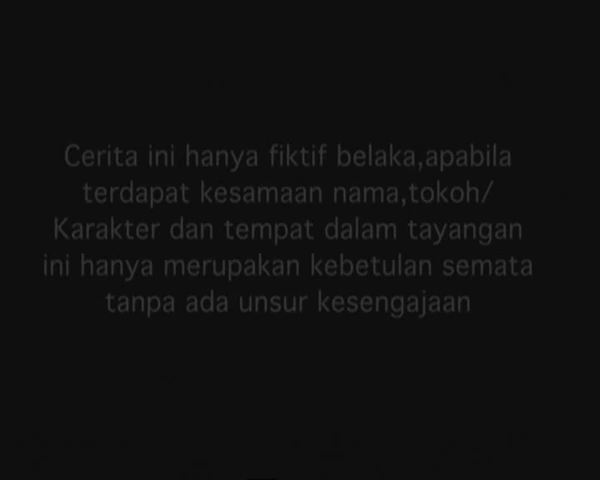 Cerita ini hanya fiktif belaka,apabila
terdapat kesamaan nama,tokoh/
Karakter dan tempat dalam tayangan
ini hanya merupakan kebetulan semata
tanpa ada unsur kesengajaan